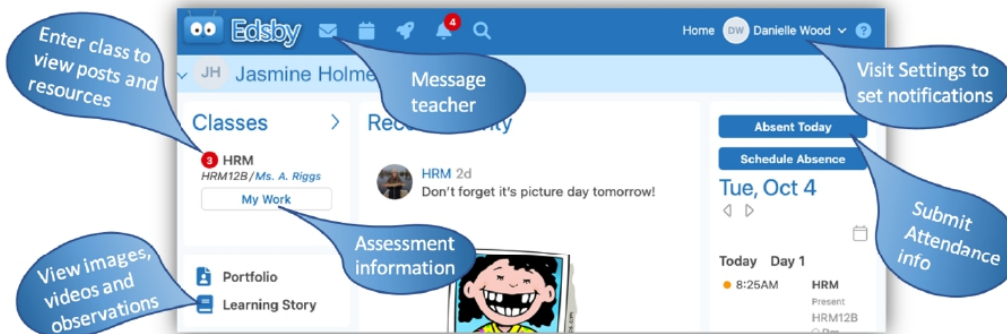 Edsby
4
Home DW Danielle Wood
?
JH Jasmine Holme
Enter class to
view posts and
resources
Message
teacher
Visit Settings to
set notifications
Classes >
3 HRM
HRM12B/Ms. A. Riggs
My Work
HRM 2d
Don't forget it's picture day tomorrow!
Assessment
information
Portfolio
Learning Story
View images,
videos and
observations
Absent Today
Schedule Absence
Tue, Oct 4
Submit
Attendance
info
Today Day 1
8:25AM HRM
Present
HRM12B